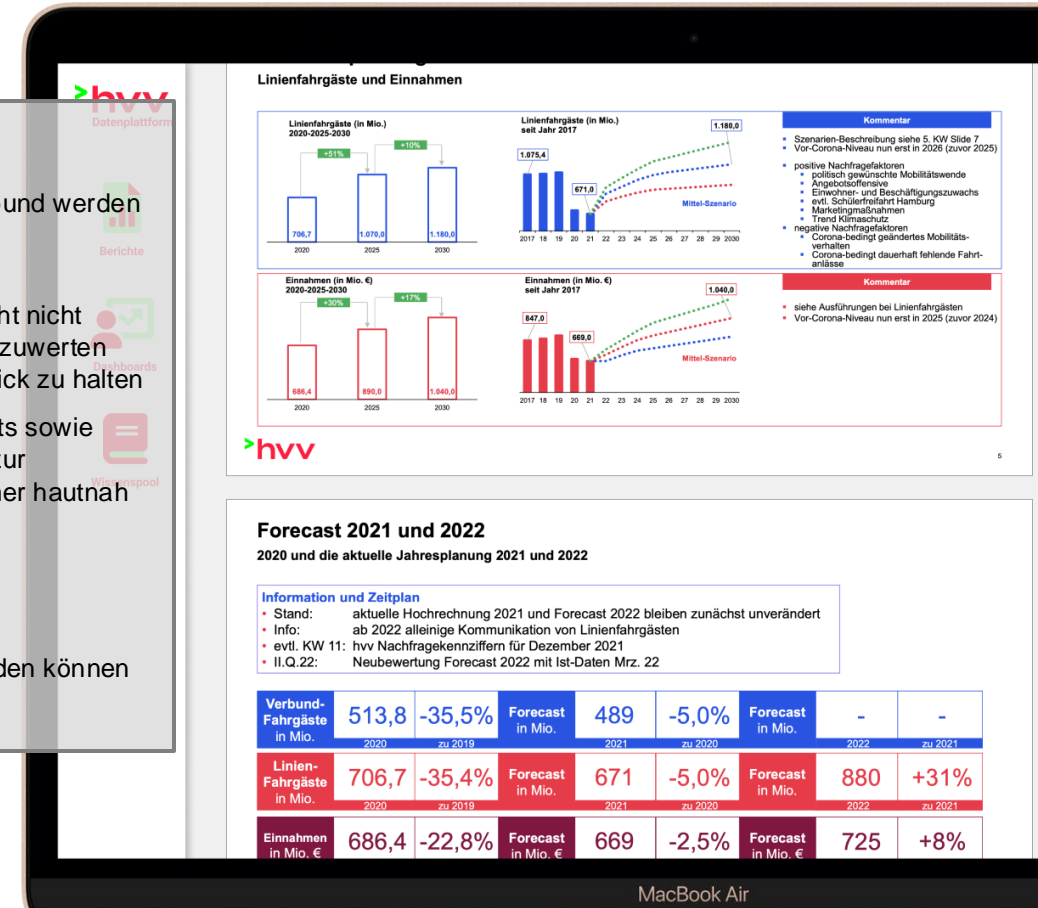 >hvv
Datenplattform
Berichte
Dashboards
Wissenspool
und werden
ht nicht
zuwerten
ick zu halten
ts sowie
tur
ner hautnah
den können
Linienfahrgäste und Einnahmen
Linienfahrgäste (in Mio.)
2020-2025-2030
+51%
+10%
706,7
1.070,0
1.180,0
2020
2025
2030
Linienfahrgäste (in Mio.)
seit Jahr 2017
1.075,4
671,0
1.180,0
Mittel-Szenario
2017 18 19 20 21 22 23 24 25 26 27 28 29 2030
Kommentar
Szenarien-Beschreibung siehe 5. KW Slide 7
Vor-Corona-Niveau nun erst in 2026 (zuvor 2025)
positive Nachfragefaktoren
politisch gewünschte Mobilitätswende
Angebotsoffensive
Einwohner- und Beschäftigungszuwachs
evtl. Schülerfreifahrt Hamburg
Marketingmaßnahmen
Trend Klimaschutz
negative Nachfragefaktoren
Corona-bedingt geändertes Mobilitäts-
verhalten
Corona-bedingt dauerhaft fehlende Fahrt-
anlässe
Einnahmen (in Mio. €)
2020-2025-2030
+30%
+17%
686,4
890,0
1.040,0
2020
2025
2030
Einnahmen (in Mio. €)
seit Jahr 2017
847,0
669,0
1.040,0
Mittel-Szenario
2017 18 19 20 21 22 23 24 25 26 27 28 29 2030
Kommentar
siehe Ausführungen bei Linienfahrgästen
Vor-Corona-Niveau nun erst in 2025 (zuvor 2024)
>hvv
5
Forecast 2021 und 2022
2020 und die aktuelle Jahresplanung 2021 und 2022
Information und Zeitplan
• Stand: aktuelle Hochrechnung 2021 und Forecast 2022 bleiben zunächst unverändert
• Info: ab 2022 alleinige Kommunikation von Linienfahrgästen
• evtl. KW 11: hvv Nachfragekennziffern für Dezember 2021
• II.Q.22: Neubewertung Forecast 2022 mit Ist-Daten Mrz. 22
Verbund-
Fahrgäste
in Mio.
513,8 -35,5%
2020 zu 2019
Forecast
in Mio.
489 -5,0%
2021 zu 2020
Forecast
in Mio.
- -
2022 zu 2021
Linien-
Fahrgäste
in Mio.
706,7 -35,4%
2020 zu 2019
Forecast
in Mio.
671 -5,0%
2021 zu 2020
Forecast
in Mio.
880 +31%
2022 zu 2021
Einnahmen
in Mio. €
686,4 -22,8%
Forecast
in Mio. €
669 -2,5%
Forecast
in Mio. €
725 +8%
MacBook Air